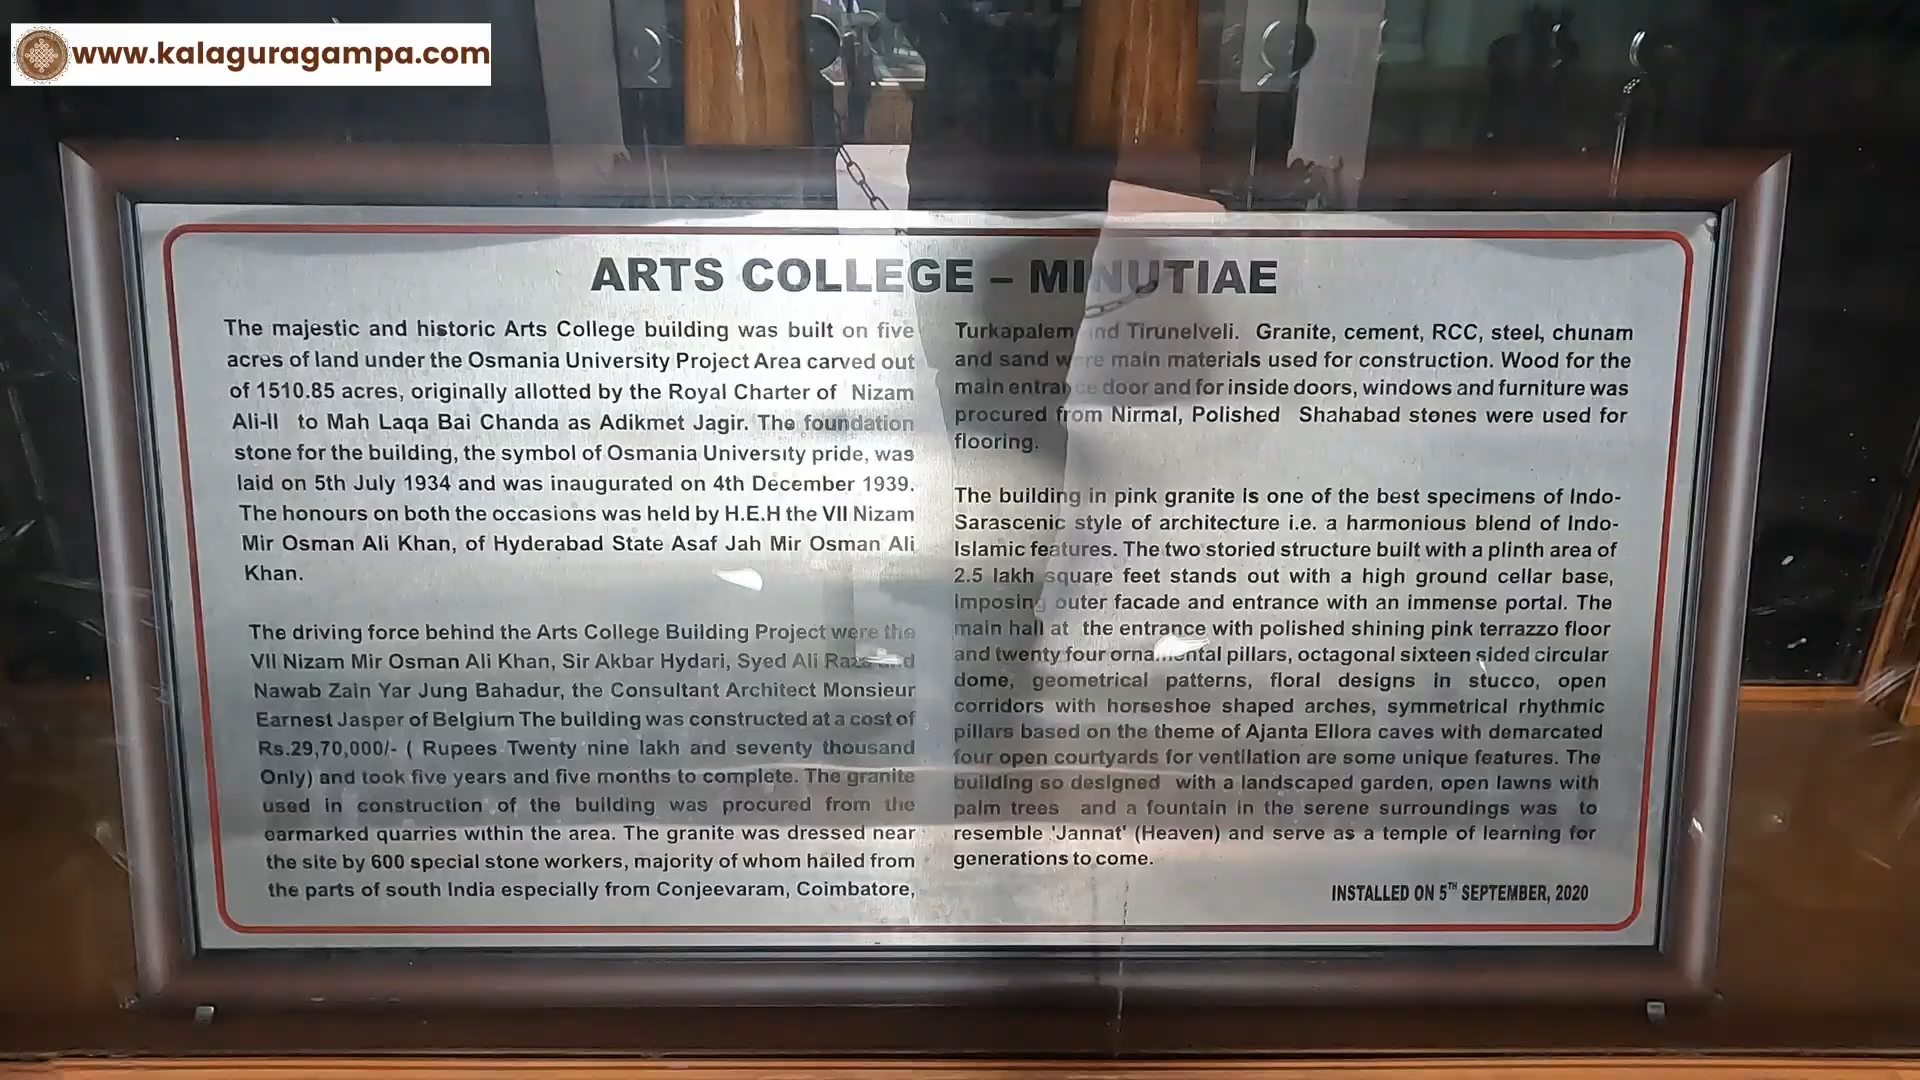 www.kalaguragampa.com
ARTS COLLEGE – MINUTIAE
The majestic and historic Arts College building was built on five
acres of land under the Osmania University Project Area carved out
of 1510.85 acres, originally allotted by the Royal Charter of Nizam
Ali-II to Mah Laqa Bai Chanda as Adikmet Jagir. The foundation
stone for the building, the symbol of Osmania University pride, was
laid on 5th July 1934 and was inaugurated on 4th December 1939.
The honours on both the occasions was held by H.E.H the VII Nizam
Mir Osman Ali Khan, of Hyderabad State Asaf Jah Mir Osman Ali
Khan.
The driving force behind the Arts College Building Project were the
VII Nizam Mir Osman Ali Khan, Sir Akbar Hydari, Syed Ali Raza and
Nawab Zain Yar Jung Bahadur, the Consultant Architect Monsieur
Earnest Jasper of Belgium The building was constructed at a cost of
Rs.29,70,000/- ( Rupees Twenty nine lakh and seventy thousand
Only) and took five years and five months to complete. The granite
used in construction of the building was procured from the
earmarked quarries within the area. The granite was dressed near
the site by 600 special stone workers, majority of whom hailed from
the parts of south India especially from Conjeevaram, Coimbatore,
Turkapalem and Tirunelveli. Granite, cement, RCC, steel, chunam
and sand were main materials used for construction. Wood for the
main entrance door and for inside doors, windows and furniture was
procured from Nirmal, Polished Shahabad stones were used for
flooring.
The building in pink granite is one of the best specimens of Indo-
Sarascenic style of architecture i.e. a harmonious blend of Indo-
Islamic features. The two storied structure built with a plinth area of
2.5 lakh square feet stands out with a high ground cellar base,
imposing outer facade and entrance with an immense portal. The
main hall at the entrance with polished shining pink terrazzo floor
and twenty four ornamental pillars, octagonal sixteen sided circular
dome, geometrical patterns, floral designs in stucco, open
corridors with horseshoe shaped arches, symmetrical rhythmic
pillars based on the theme of Ajanta Ellora caves with demarcated
four open courtyards for ventilation are some unique features. The
building so designed with a landscaped garden, open lawns with
palm trees and a fountain in the serene surroundings was to
resemble 'Jannat' (Heaven) and serve as a temple of learning for
generations to come.
INSTALLED ON 5TH SEPTEMBER, 2020